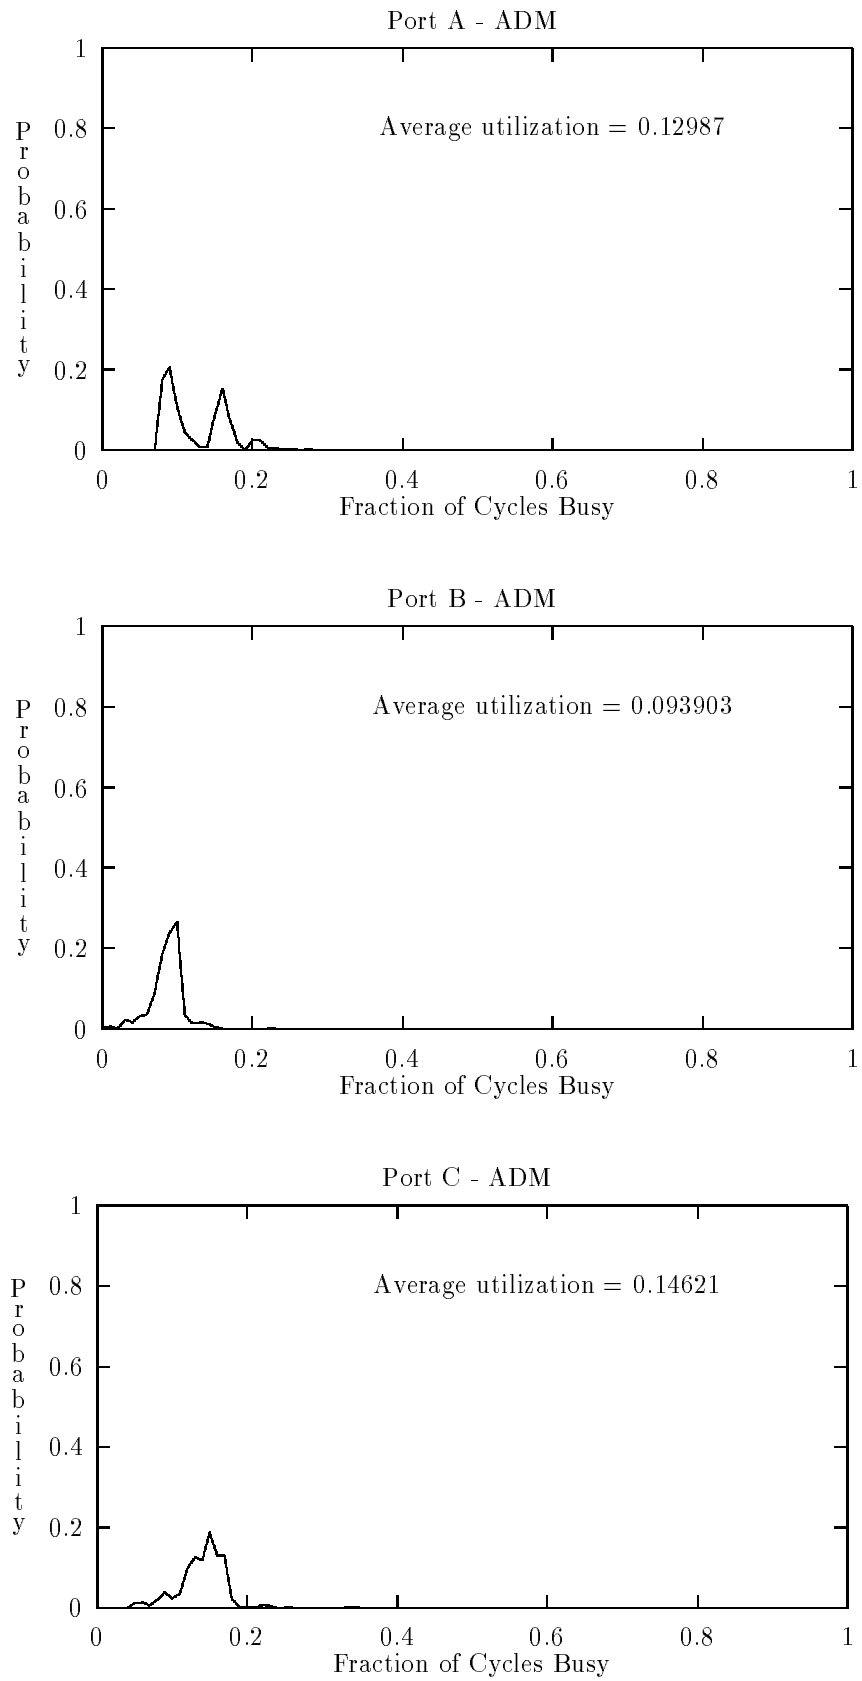 Port A - ADM
1
Average utilization = 0.12987
0.8
0.6
0.4
0.2
0
Probability
0 0.2 0.4 0.6 0.8 1
Fraction of Cycles Busy
Port B - ADM
1
Average utilization = 0.093903
0.8
0.6
0.4
0.2
0
Probability
0 0.2 0.4 0.6 0.8 1
Fraction of Cycles Busy
Port C - ADM
1
Average utilization = 0.14621
0.8
0.6
0.4
0.2
0
Probability
0 0.2 0.4 0.6 0.8 1
Fraction of Cycles Busy